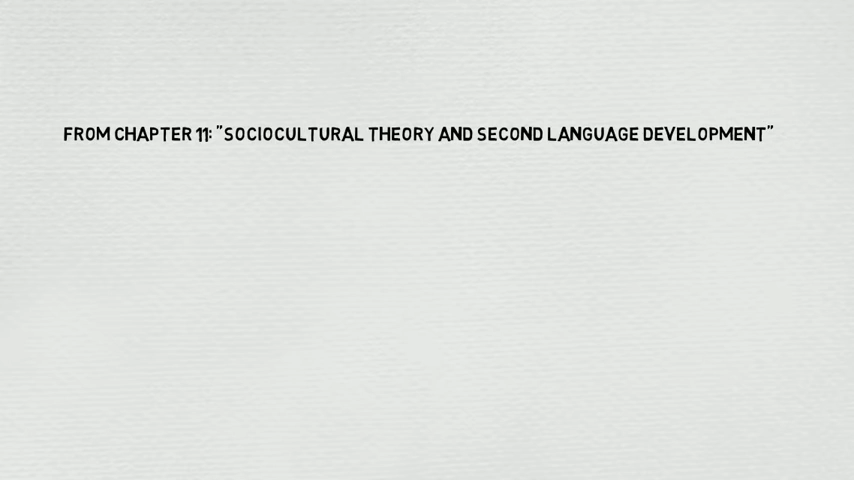 FROM CHAPTER 11: "SOCIOCULTURAL THEORY AND SECOND LANGUAGE DEVELOPMENT"